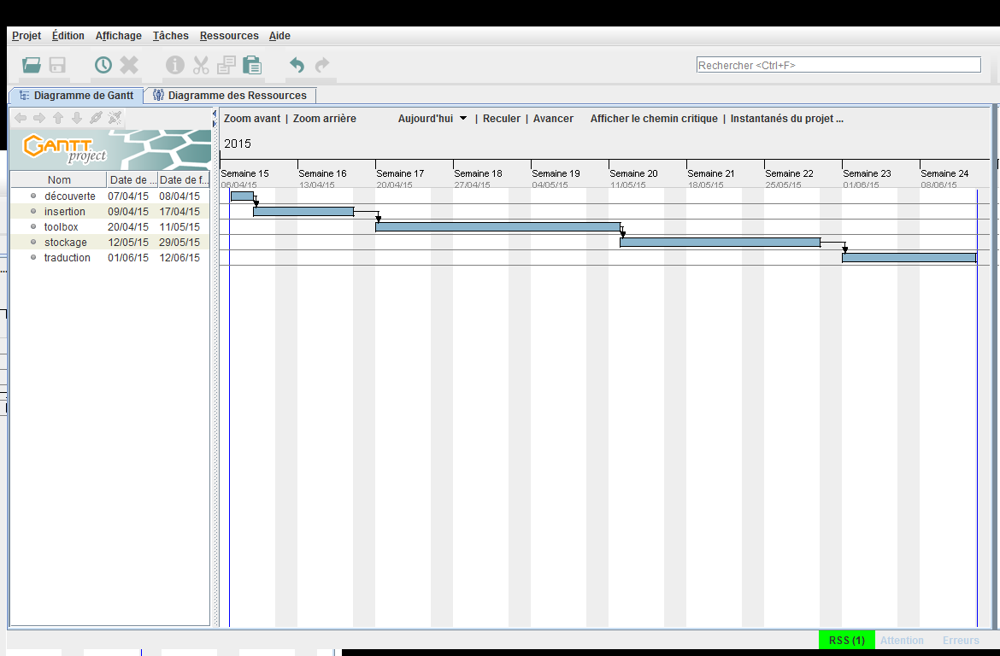 Projet Édition Affichage Tâches Ressources Aide
Rechercher <Ctrl+F>
Diagramme de Gantt Diagramme des Ressources
Zoom avant | Zoom arrière Aujourd'hui | Reculer | Avancer Afficher le chemin critique | Instantanés du projet ...
GANTT project
2015
Semaine 15 Semaine 16 Semaine 17 Semaine 18 Semaine 19 Semaine 20 Semaine 21 Semaine 22 Semaine 23 Semaine 24
06/04/15 13/04/15 20/04/15 27/04/15 04/05/15 11/05/15 18/05/15 25/05/15 01/06/15 08/06/15
Nom Date de ... Date de f...
découverte 07/04/15 08/04/15
insertion 09/04/15 17/04/15
toolbox 20/04/15 11/05/15
stockage 12/05/15 29/05/15
traduction 01/06/15 12/06/15
RSS (1) Attention Erreurs